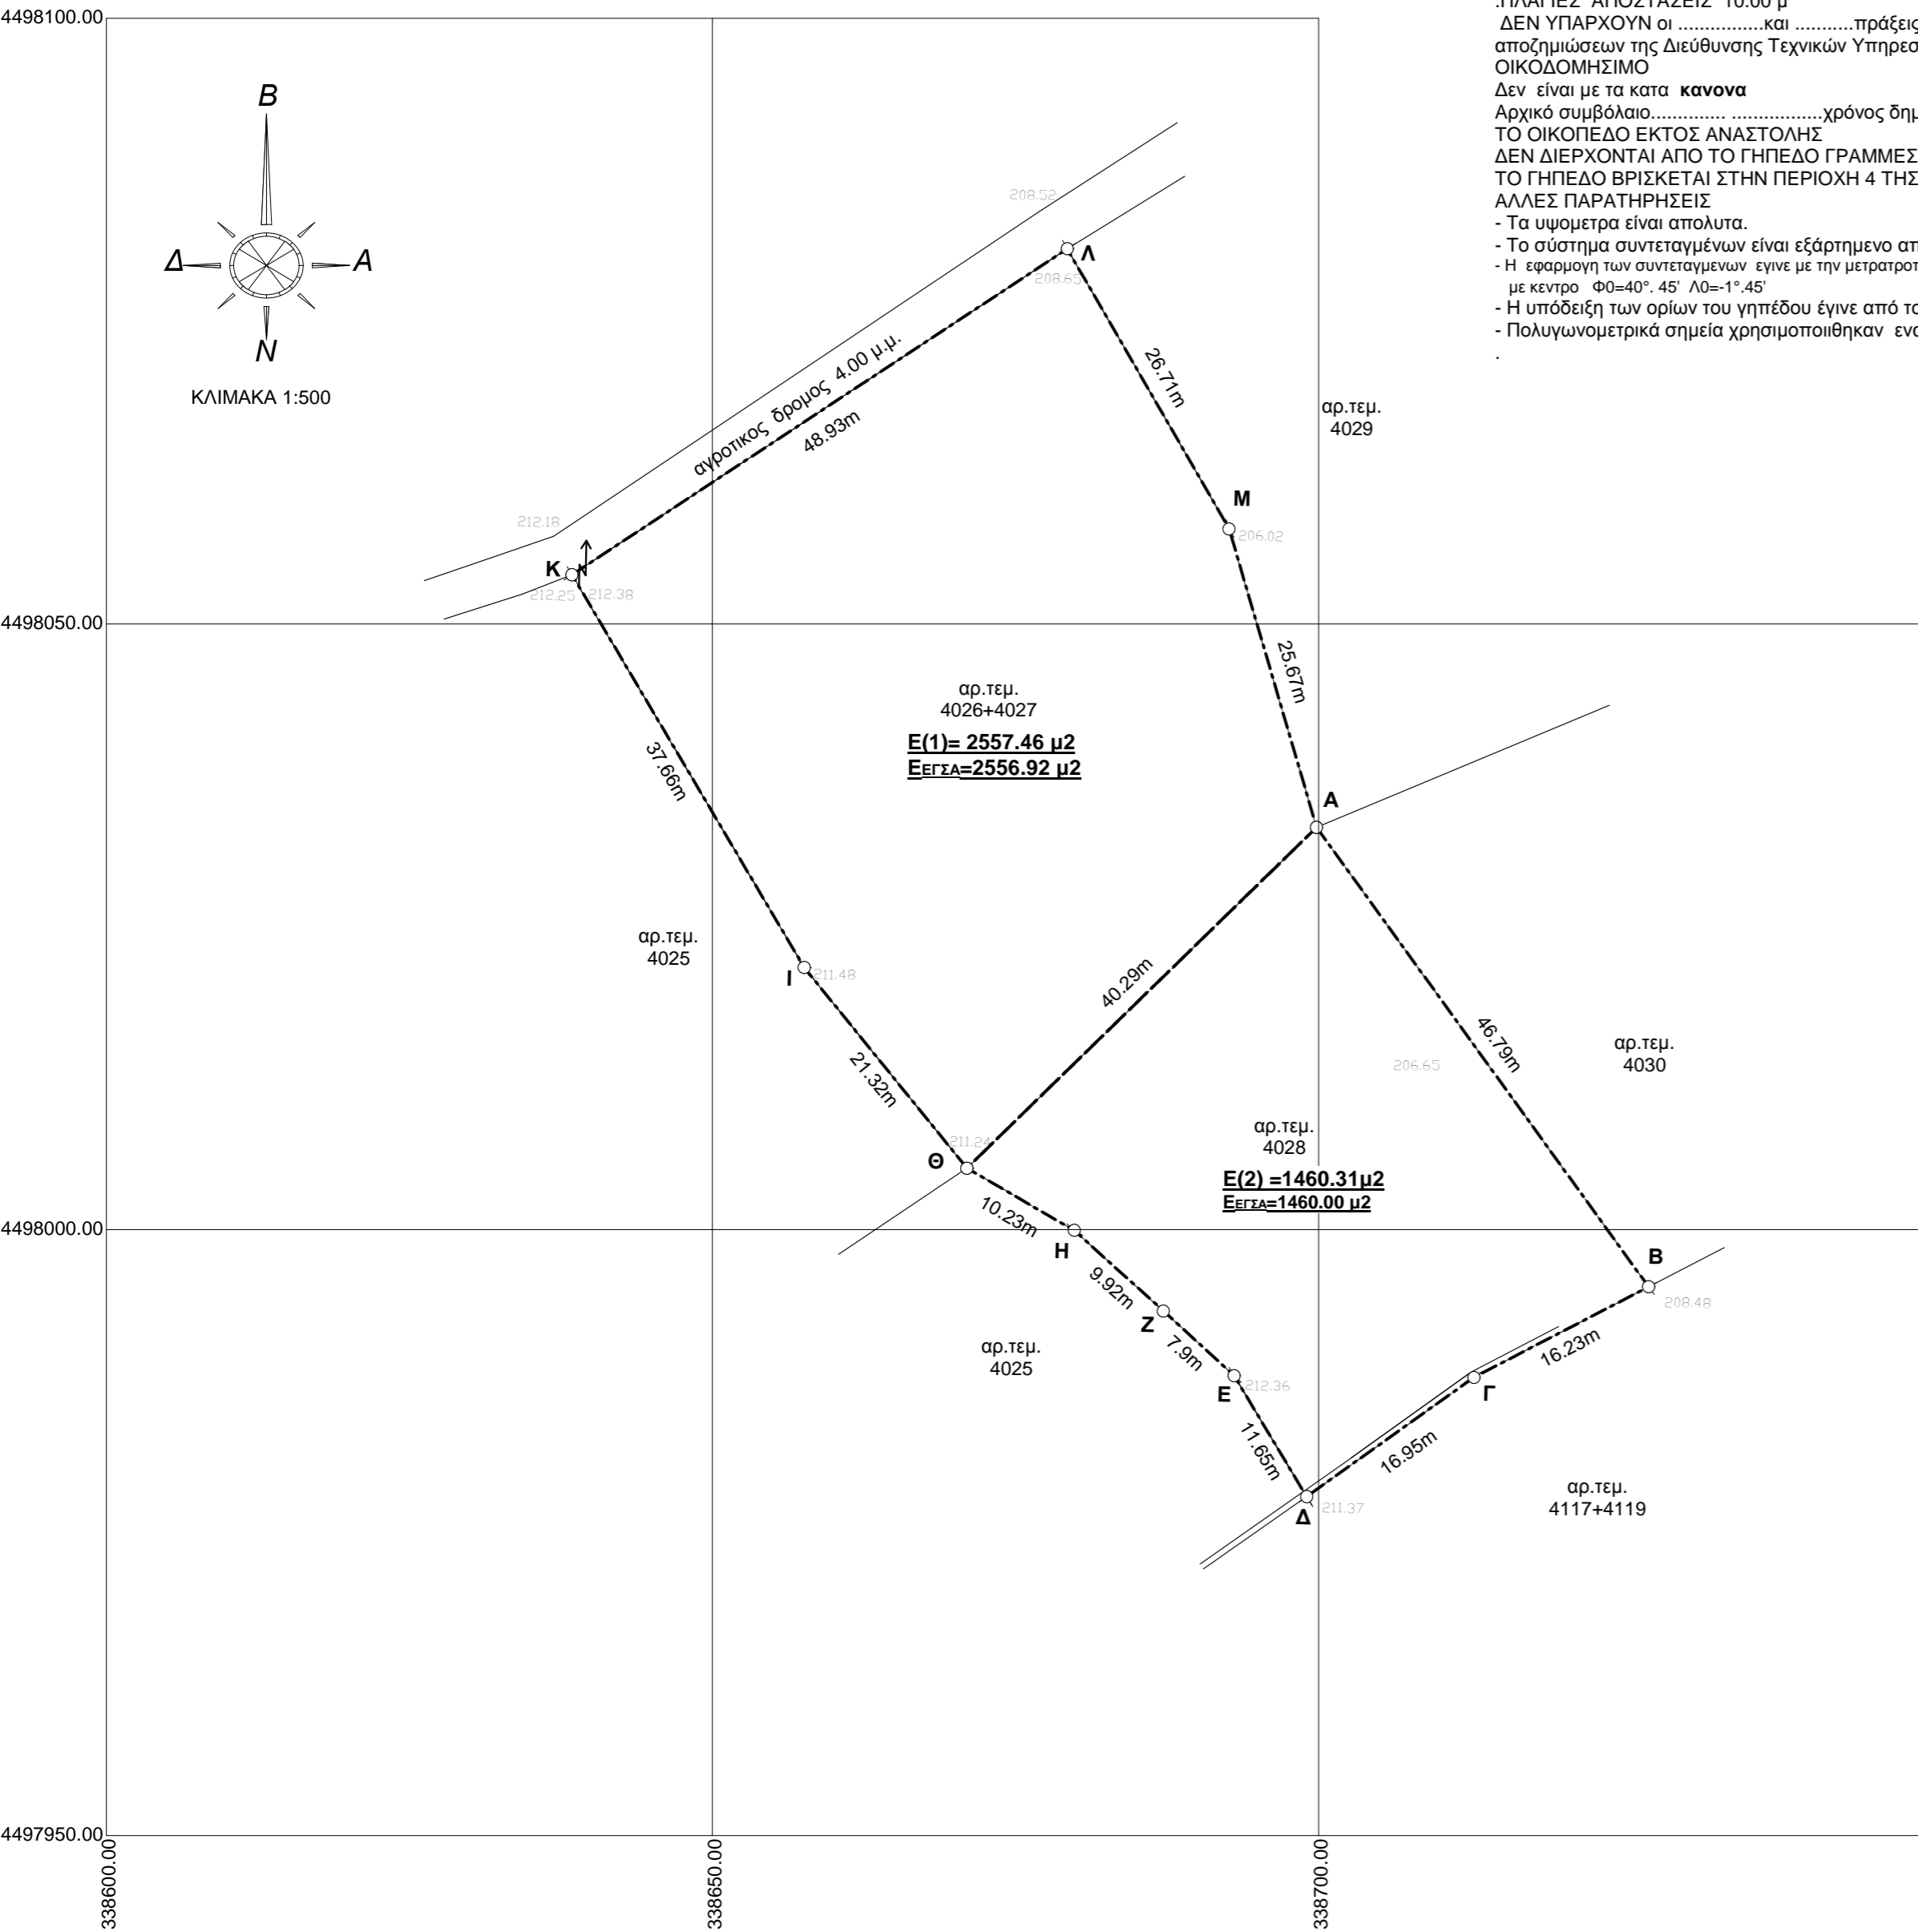 4498100.00
.ΠΛΑΓΙΕΣ ΑΠΟΣΤΑΣΕΙΣ 10.00 μ
ΔΕΝ ΥΠΑΡΧΟΥΝ οι ................και ..........πράξεις
αποζημιώσεων της Διεύθυνσης Τεχνικών Υπηρεσ
ΟΙΚΟΔΟΜΗΣΙΜΟ
Δεν είναι με τα κατα κανονα
Αρχικό συμβόλαιο.............. .................χρόνος δημ
ΤΟ ΟΙΚΟΠΕΔΟ ΕΚΤΟΣ ΑΝΑΣΤΟΛΗΣ
ΔΕΝ ΔΙΕΡΧΟΝΤΑΙ ΑΠΟ ΤΟ ΓΗΠΕΔΟ ΓΡΑΜΜΕΣ
ΤΟ ΓΗΠΕΔΟ ΒΡΙΣΚΕΤΑΙ ΣΤΗΝ ΠΕΡΙΟΧΗ 4 ΤΗΣ
ΑΛΛΕΣ ΠΑΡΑΤΗΡΗΣΕΙΣ
- Τα υψομετρα είναι απολυτα.
- Το σύστημα συντεταγμένων είναι εξάρτημενο απ
- Η εφαρμογη των συντεταγμενων εγινε με την μετρατροπ
με κεντρο Φ0=40°. 45' Λ0=-1°.45'
- Η υπόδειξη των ορίων του γηπέδου έγινε από το
- Πολυγωνομετρικά σημεία χρησιμοποιιθηκαν ενα
.
Β
Δ
Α
Ν
ΚΛΙΜΑΚΑ 1:500
208.52
Λ
208.65
αγροτικος δρομος 4.00 μ.μ.
48.93m
26.71m
αρ.τεμ.
4029
Μ
206.02
212.18
Κ
Ν
212.25
212.38
4498050.00
25.67m
αρ.τεμ.
4026+4027
Ε(1)= 2557.46 μ2
ΕΕΓΣΑ=2556.92 μ2
37.66m
Α
αρ.τεμ.
4025
Ι
211.48
40.29m
46.79m
αρ.τεμ.
4030
21.32m
206.65
αρ.τεμ.
4028
211.24
Θ
Ε(2) =1460.31μ2
ΕΕΓΣΑ=1460.00 μ2
10.23m
4498000.00
Η
Β
9.92m
208.48
Ζ
αρ.τεμ.
4025
7.9m
16.23m
Ε
212.36
Γ
11.65m
16.95m
αρ.τεμ.
4117+4119
211.37
Δ
4497950.00
338600.00
338650.00
338700.00